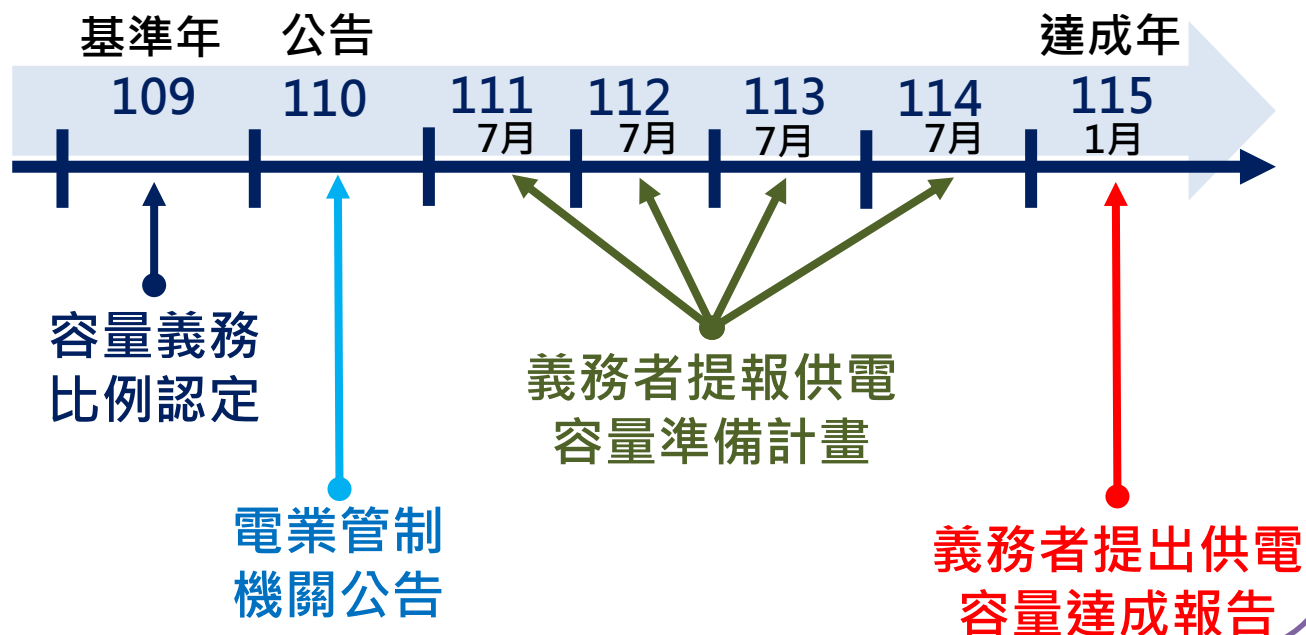 基準年
公告
達成年
109
110
111
112
113
114
115
7月
7月
7月
7月
1月
容量義務
比例認定
電業管制
機關公告
義務者提報供電
容量準備計畫
義務者提出供電
容量達成報告